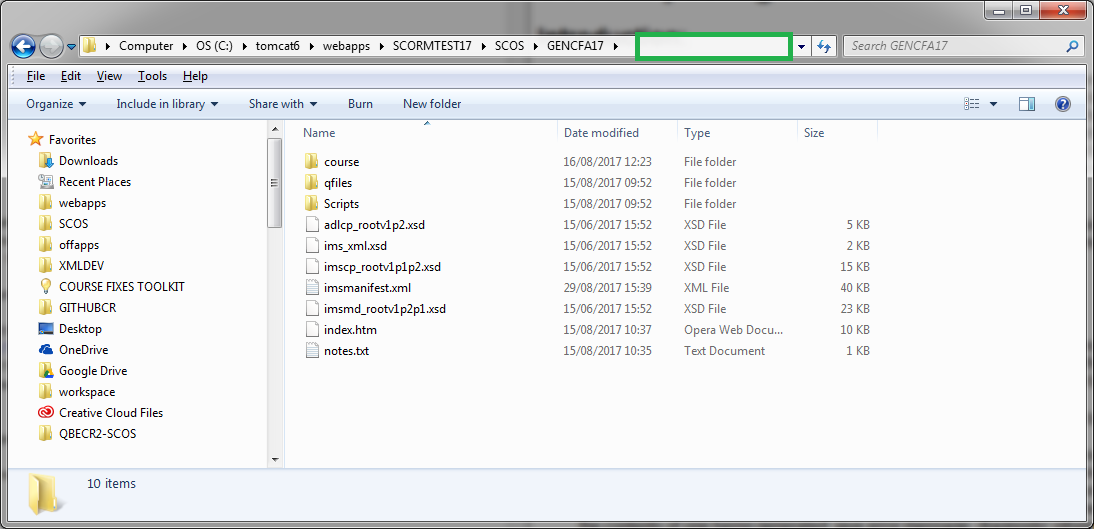 Computer OS (C:) tomcat6 webapps SCORMTEST17 SCOS GENCFA17 Search GENCFA17
File Edit View Tools Help
Organize Include in library Share with Burn New folder
Name Date modified Type Size
Favorites
Downloads
Recent Places
webapps
SCOS
offapps
XMLDEV
COURSE FIXES TOOLKIT
GITHUBCR
Desktop
OneDrive
Google Drive
workspace
Creative Cloud Files
QBECR2-SCOS
course 16/08/2017 12:23 File folder
qfiles 15/08/2017 09:52 File folder
Scripts 15/08/2017 09:52 File folder
adlcp_rootv1p2.xsd 15/06/2017 15:52 XSD File 5 KB
ims_xml.xsd 15/06/2017 15:52 XSD File 2 KB
imscp_rootv1p1p2.xsd 15/06/2017 15:52 XSD File 15 KB
imsmanifest.xml 29/08/2017 15:39 XML File 40 KB
imsmd_rootv1p2p1.xsd 15/06/2017 15:52 XSD File 23 KB
index.htm 15/08/2017 10:37 Opera Web Docu... 10 KB
notes.txt 15/08/2017 10:35 Text Document 1 KB
10 items